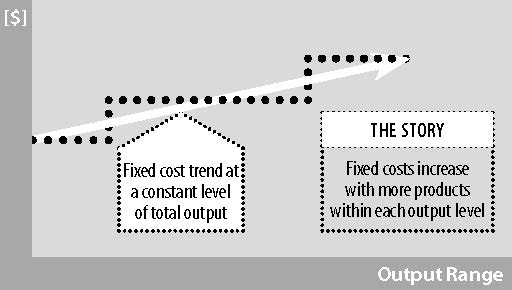 [$]
Fixed cost trend at
a constant level
of total output
THE STORY
Fixed costs increase
with more products
within each output level
Output Range